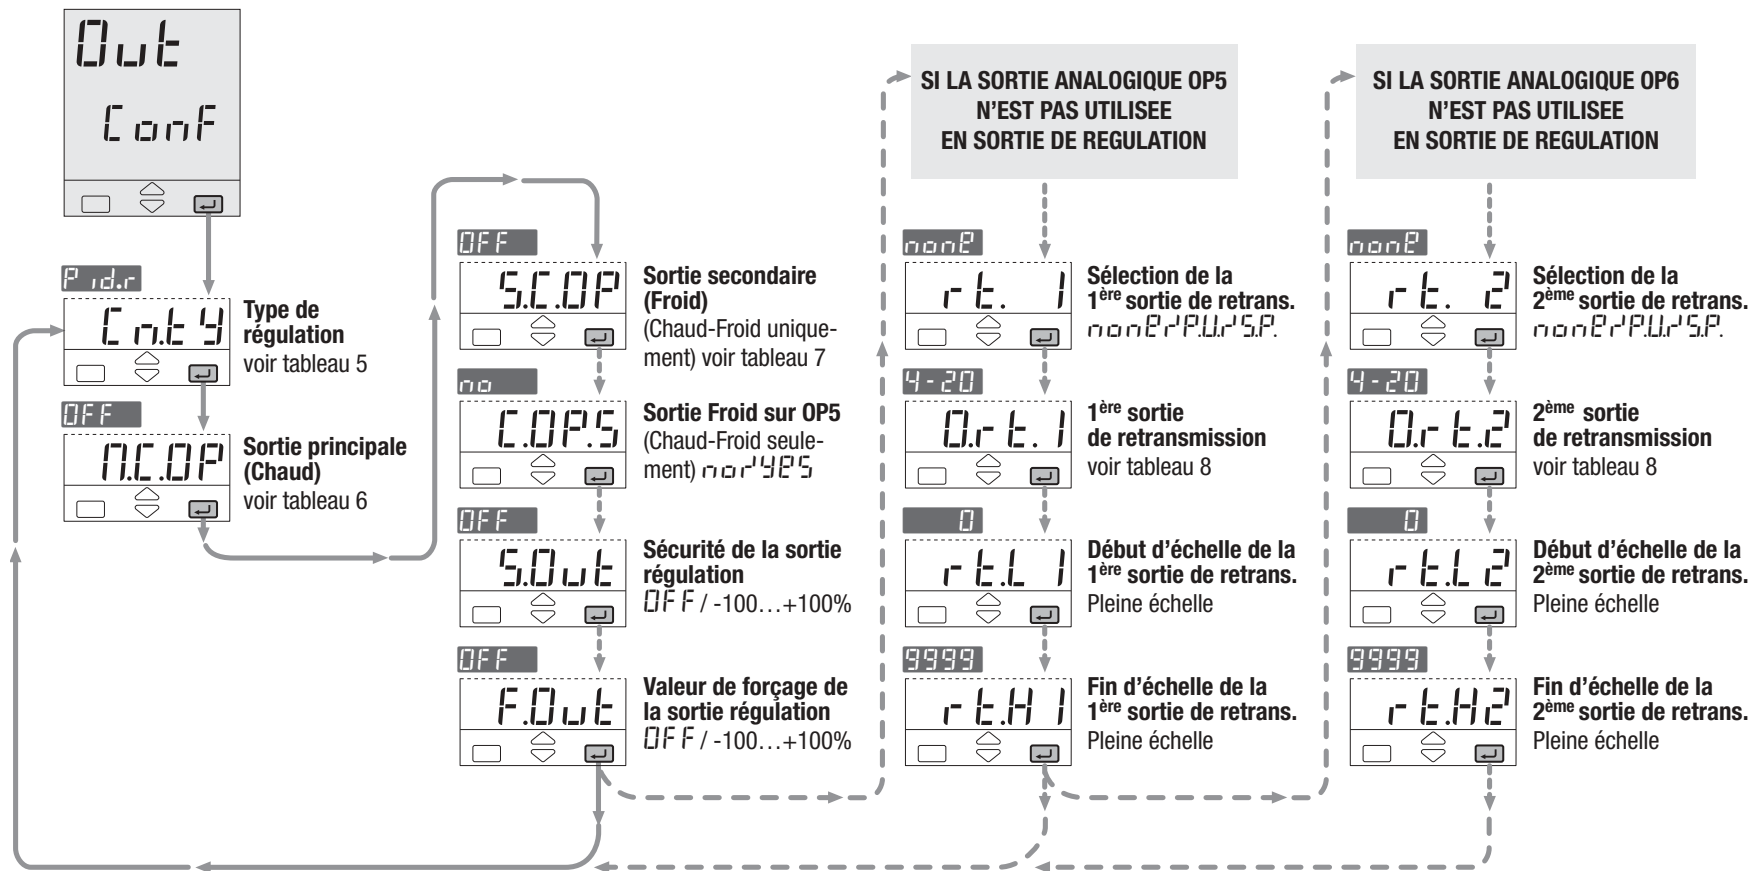 Out
ConF
Pid.r
Cn.tY
Type de
régulation
voir tableau 5
OFF
M.C.OP
Sortie principale
(Chaud)
voir tableau 6
OFF
S.C.OP
Sortie secondaire
(Froid)
(Chaud-Froid unique-
ment) voir tableau 7
no
C.OP.5
Sortie Froid sur OP5
(Chaud-Froid seule-
ment) no/YES
OFF
S.Out
Sécurité de la sortie
régulation
OFF / -100…+100%
OFF
F.Out
Valeur de forçage de
la sortie régulation
OFF / -100…+100%
SI LA SORTIE ANALOGIQUE OP5
N'EST PAS UTILISEE
EN SORTIE DE REGULATION
nonE
rt. 1
Sélection de la
1ère sortie de retrans.
nonE/P.U./S.P.
4-20
O.rt.1
1ère sortie
de retransmission
voir tableau 8
0
rt.L1
Début d'échelle de la
1ère sortie de retrans.
Pleine échelle
9999
rt.H1
Fin d'échelle de la
1ère sortie de retrans.
Pleine échelle
SI LA SORTIE ANALOGIQUE OP6
N'EST PAS UTILISEE
EN SORTIE DE REGULATION
nonE
rt. 2
Sélection de la
2ème sortie de retrans.
nonE/P.U./S.P.
4-20
O.rt.2
2ème sortie
de retransmission
voir tableau 8
0
rt.L2
Début d'échelle de la
2ème sortie de retrans.
Pleine échelle
9999
rt.H2
Fin d'échelle de la
2ème sortie de retrans.
Pleine échelle